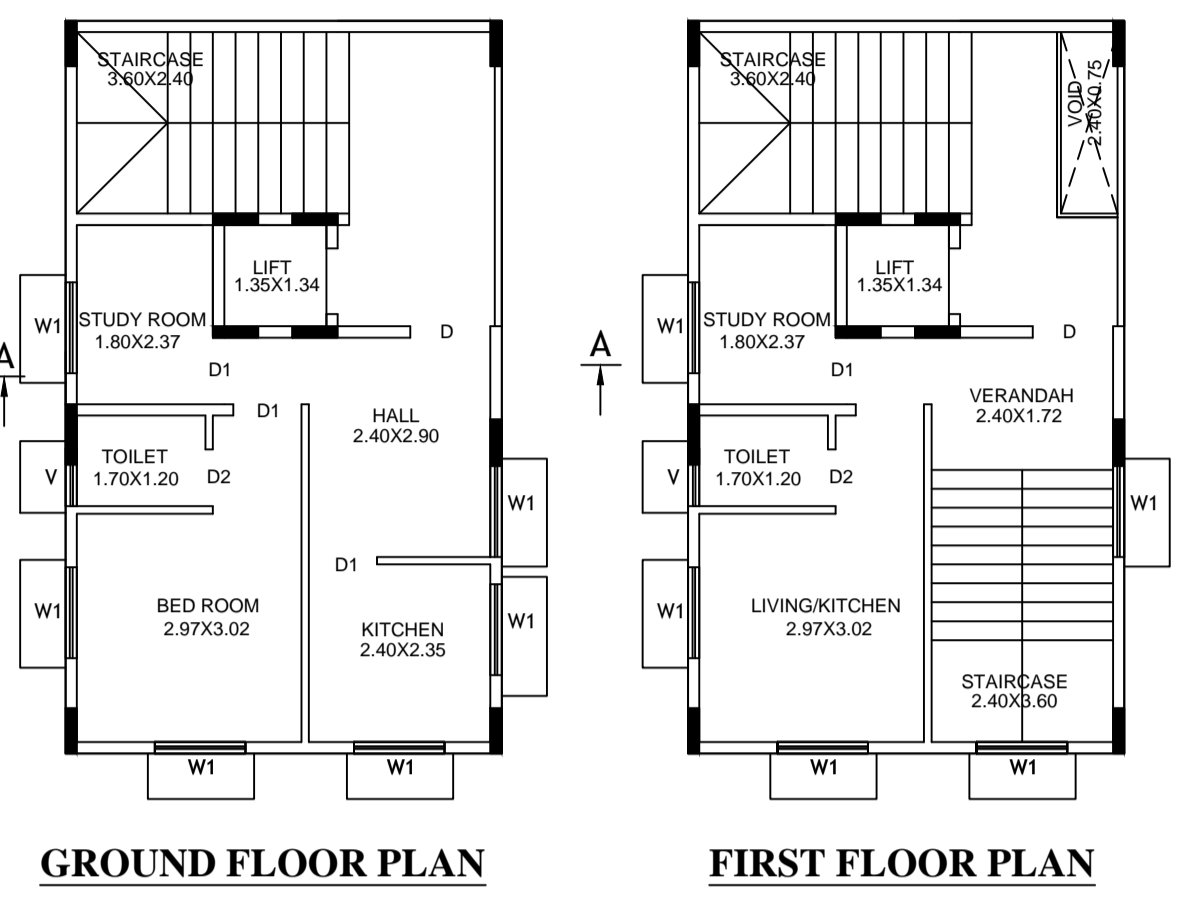 STAIRCASE
3.60X2.40
LIFT
1.35X1.34
W1
STUDY ROOM
1.80X2.37
D
A
D1
D1
HALL
2.40X2.90
TOILET
1.70X1.20
V
D2
W1
D1
W1
BED ROOM
2.97X3.02
KITCHEN
2.40X2.35
W1
W1
W1
GROUND FLOOR PLAN
STAIRCASE
3.60X2.40
VOID
2.40X0.75
LIFT
1.35X1.34
W1
STUDY ROOM
1.80X2.37
D
A
D1
VERANDAH
2.40X1.72
TOILET
1.70X1.20
V
D2
W1
W1
LIVING/KITCHEN
2.97X3.02
STAIRCASE
2.40X3.60
W1
W1
FIRST FLOOR PLAN